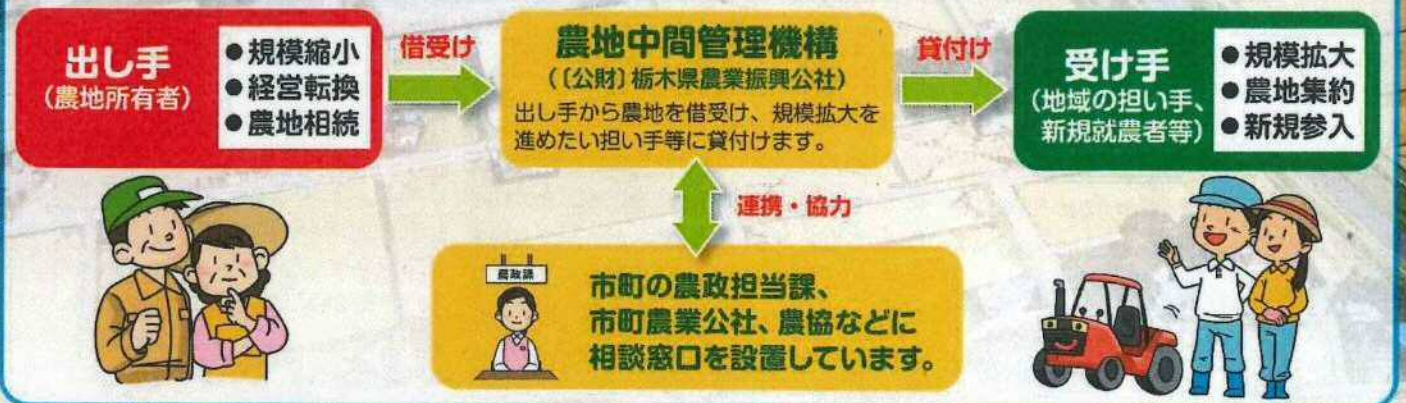 出し手
(農地所有者)
●規模縮小
●経営転換
●農地相続
借受け
農地中間管理機構
(〔公財〕栃木県農業振興公社)
出し手から農地を借受け、規模拡大を
進めたい担い手等に貸付けます。
貸付け
受け手
(地域の担い手、
新規就農者等)
●規模拡大
●農地集約
●新規参入
連携・協力
農政課
市町の農政担当課、
市町農業公社、農協などに
相談窓口を設置しています。